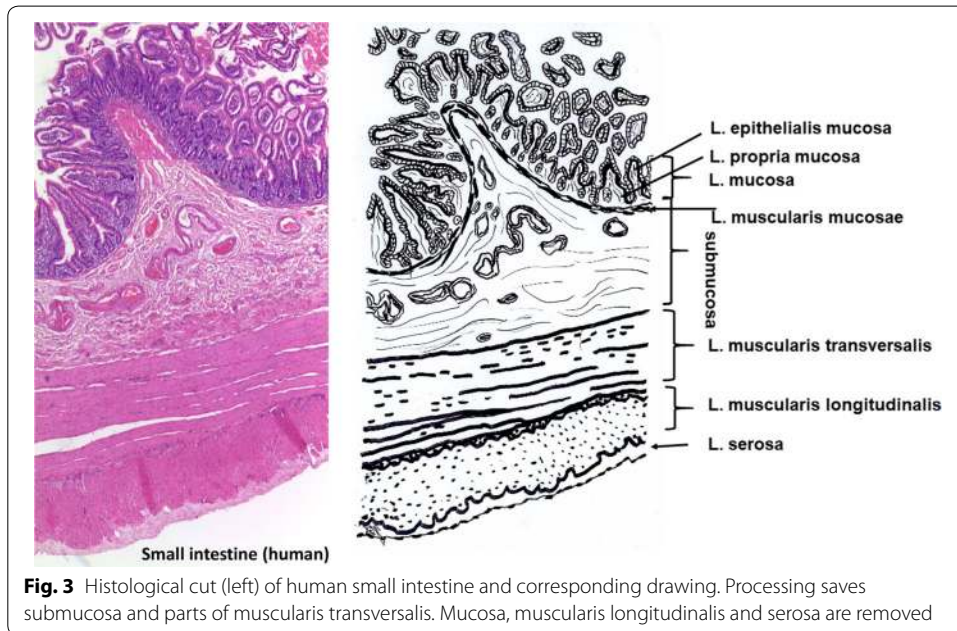 L. epithelialis mucosa
L. propria mucosa
L. mucosa
L. muscularis mucosae
submucosa
L. muscularis transversalis
L. muscularis longitudinalis
L. serosa
Small intestine (human)
Fig. 3 Histological cut (left) of human small intestine and corresponding drawing. Processing saves
submucosa and parts of muscularis transversalis. Mucosa, muscularis longitudinalis and serosa are removed